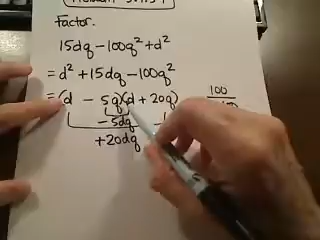 Factor.
15dq - 100q² + d²
= d² + 15dq - 100q²
= (d - 5q)(d + 20q)
100
- 5dq
+ 20dq